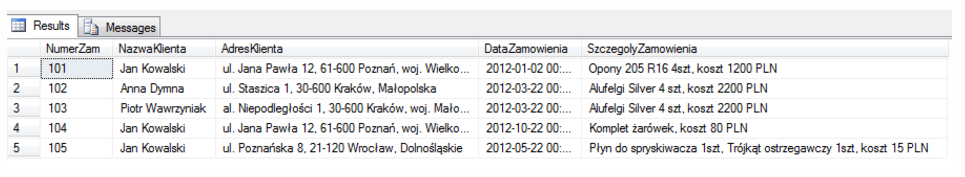 Results Messages
NumerZam NazwaKlienta AdresKlienta DataZamowienia SzczegolyZamowienia
1 101 Jan Kowalski ul. Jana Pawła 12, 61-600 Poznań, woj. Wielko... 2012-01-02 00:... Opony 205 R16 4szt, koszt 1200 PLN
2 102 Anna Dymna ul. Staszica 1, 30-600 Kraków, Małopolska 2012-03-22 00:... Alufelgi Silver 4 szt, koszt 2200 PLN
3 103 Piotr Wawrzyniak al. Niepodległości 1, 30-600 Kraków, woj. Mało... 2012-03-22 00:... Alufelgi Silver 4 szt, koszt 2200 PLN
4 104 Jan Kowalski ul. Jana Pawła 12, 61-600 Poznań, woj. Wielko... 2012-10-22 00:... Komplet żarówek, koszt 80 PLN
5 105 Jan Kowalski ul. Poznańska 8, 21-120 Wrocław, Dolnośląskie 2012-05-22 00:... Płyn do spryskiwacza 1szt, Trójkąt ostrzegawczy 1szt, koszt 15 PLN